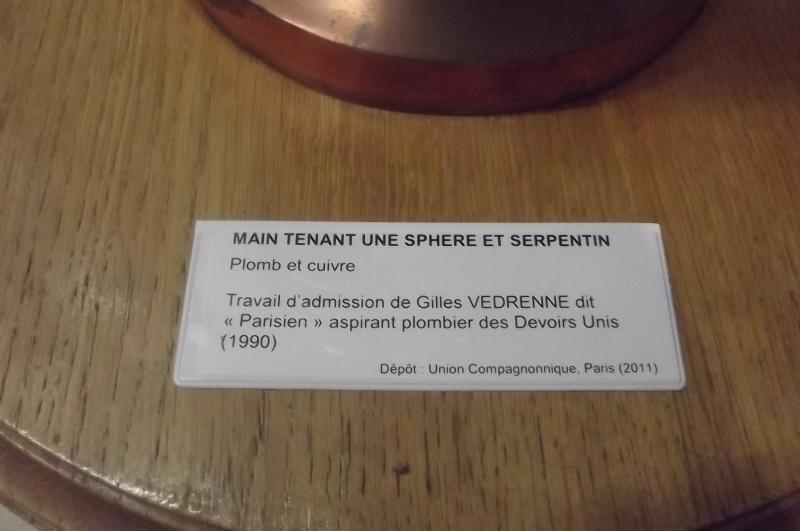 MAIN TENANT UNE SPHERE ET SERPENTIN
Plomb et cuivre
Travail d'admission de Gilles VEDRENNE dit
« Parisien » aspirant plombier des Devoirs Unis
(1990)
Dépôt : Union Compagnonnique, Paris (2011)